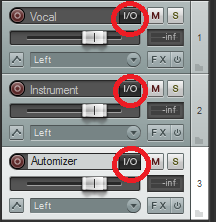 Vocal I/O M S
-inf 1
Left FX
Instrument I/O M S
-inf 2
Left FX
Automizer I/O M S
-inf 3
Left FX